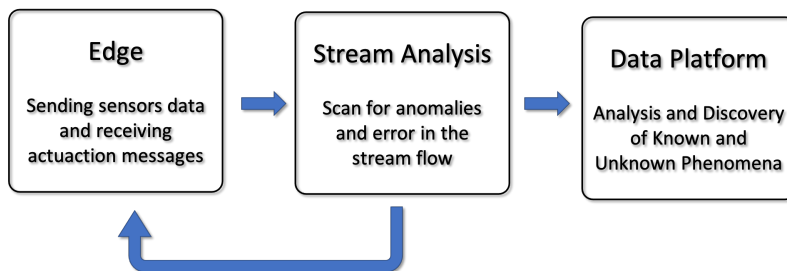 Edge
Sending sensors data
and receiving
actuaction messages
Stream Analysis
Scan for anomalies
and error in the
stream flow
Data Platform
Analysis and Discovery
of Known and
Unknown Phenomena